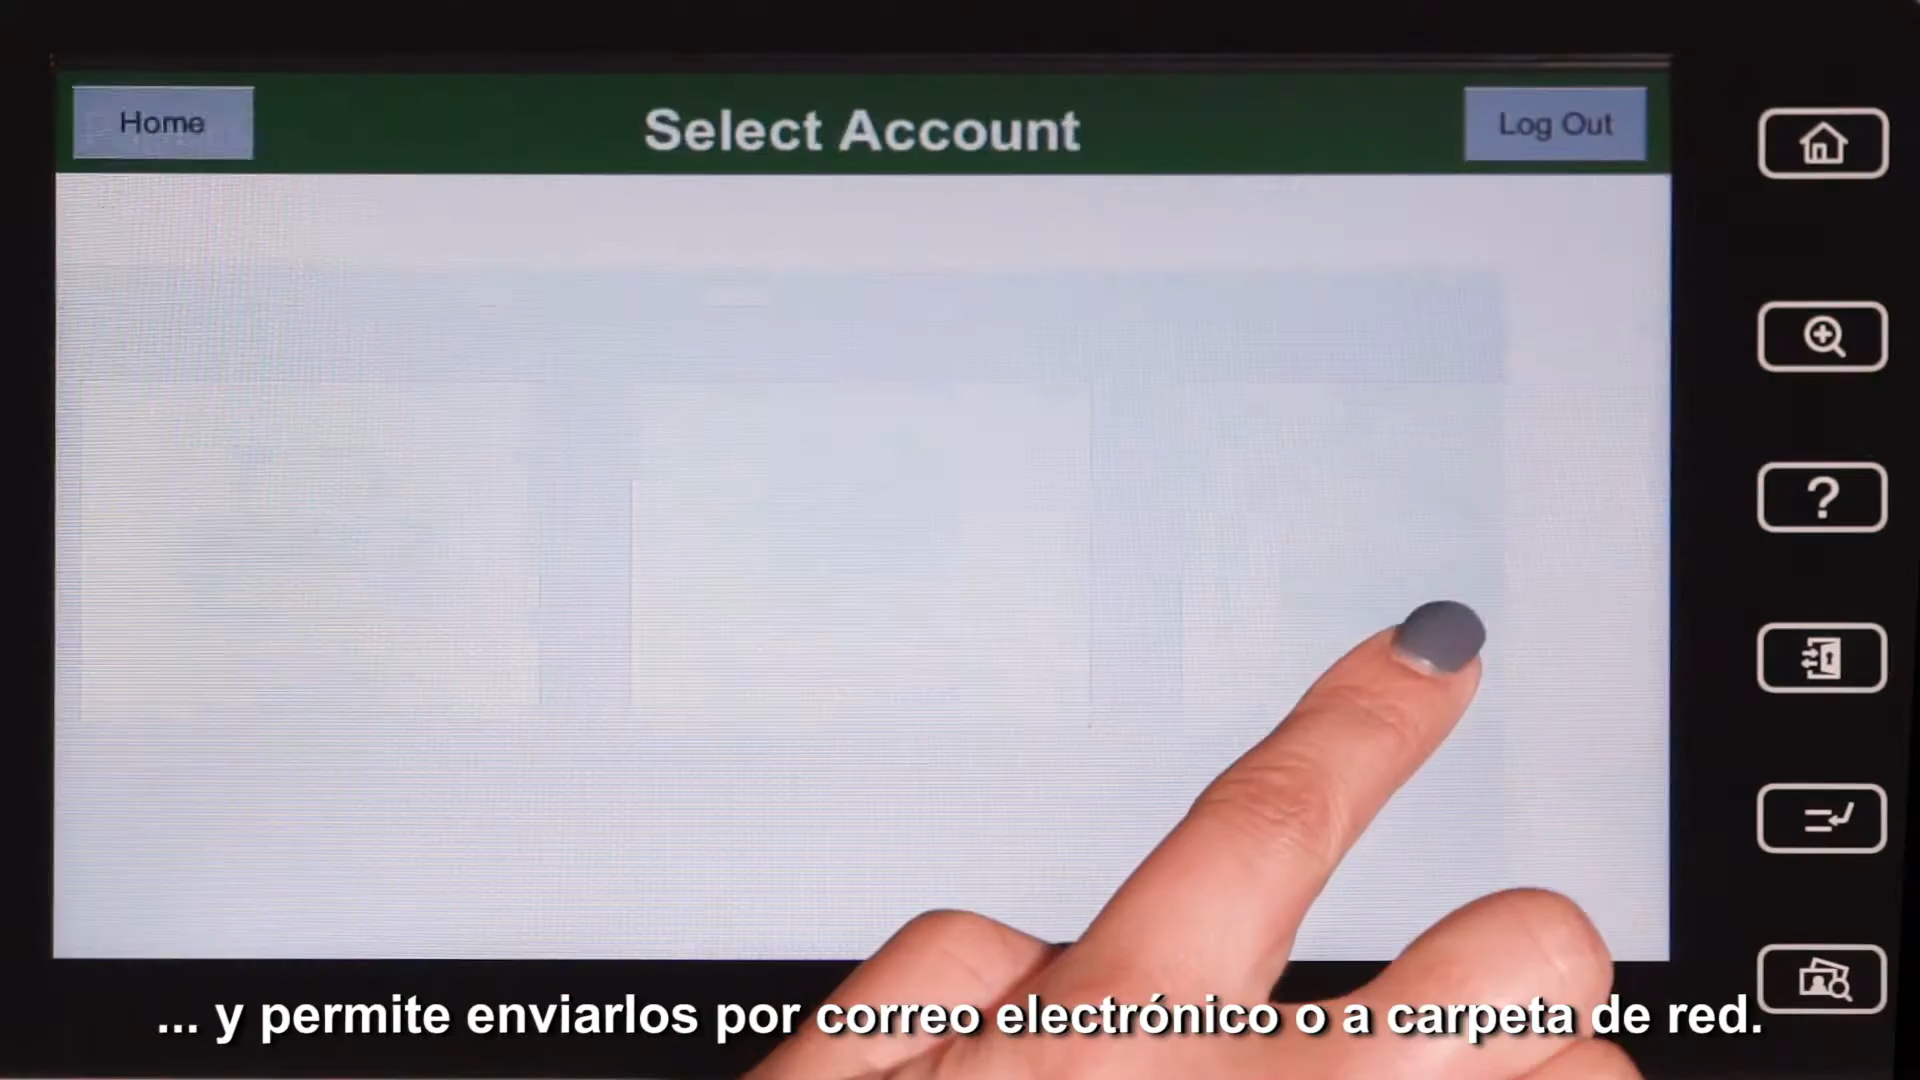 Home
Select Account
Log Out
?
... y permite enviarlos por correo electrónico o a carpeta de red.